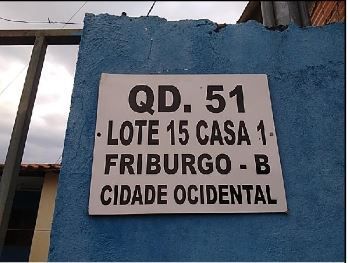 QD. 51
LOTE 15 CASA 1
FRIBURGO - B
CIDADE OCIDENTAL